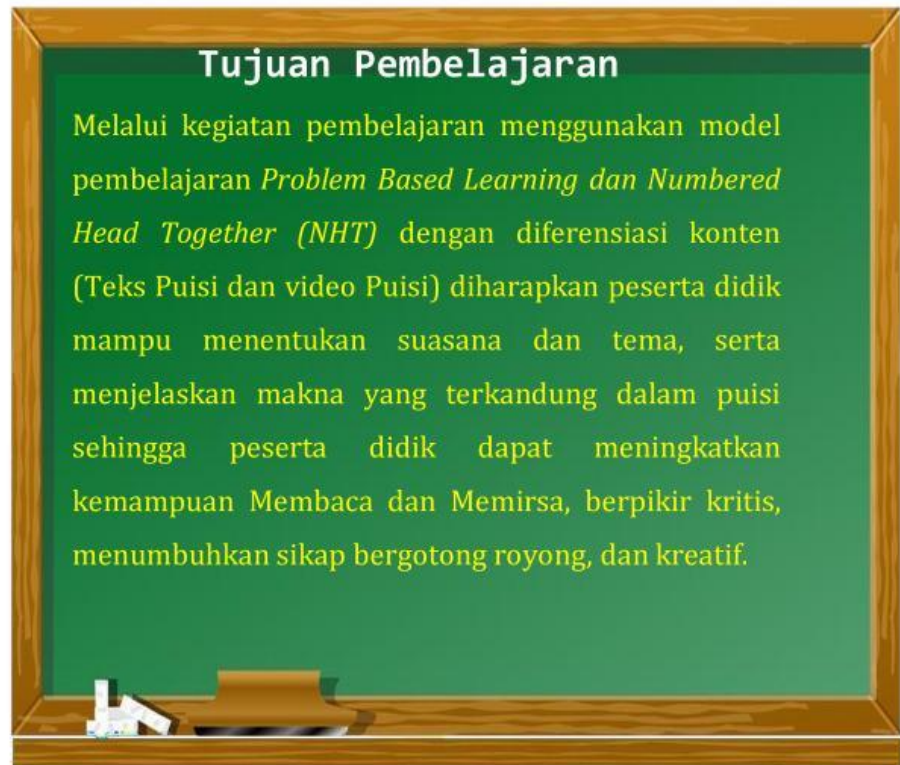 Tujuan Pembelajaran
Melalui kegiatan pembelajaran menggunakan model
pembelajaran Problem Based Learning dan Numbered
Head Together (NHT) dengan diferensiasi konten
(Teks Puisi dan video Puisi) diharapkan peserta didik
mampu menentukan suasana dan tema, serta
menjelaskan makna yang terkandung dalam puisi
sehingga peserta didik dapat meningkatkan
kemampuan Membaca dan Memirsa, berpikir kritis,
menumbuhkan sikap bergotong royong, dan kreatif.